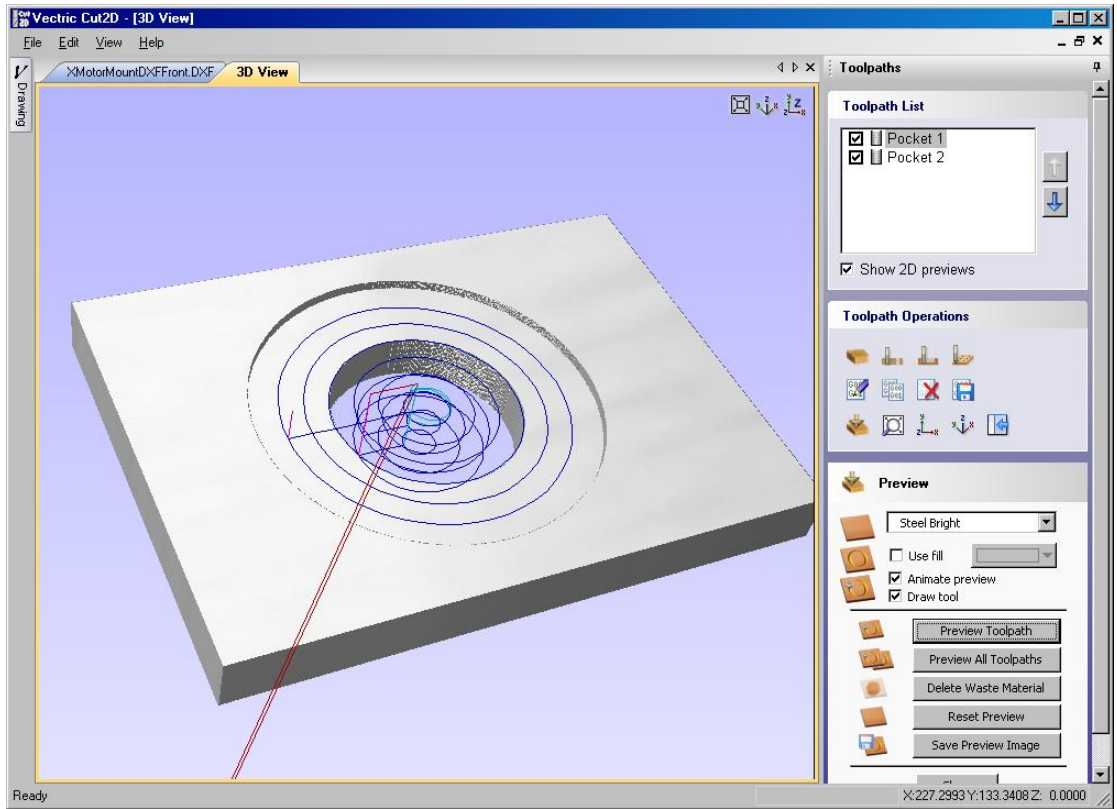 Vectric Cut2D - [3D View]
File Edit View Help
Drawing
XMotorMountDXFFront.DXF 3D View
Toolpaths
Toolpath List
Pocket 1
Pocket 2
Show 2D previews
Toolpath Operations
Preview
Steel Bright
Use fill
Animate preview
Draw tool
Preview Toolpath
Preview All Toolpaths
Delete Waste Material
Reset Preview
Save Preview Image
Ready
X:227.2993 Y:133.3408 Z: 0.0000